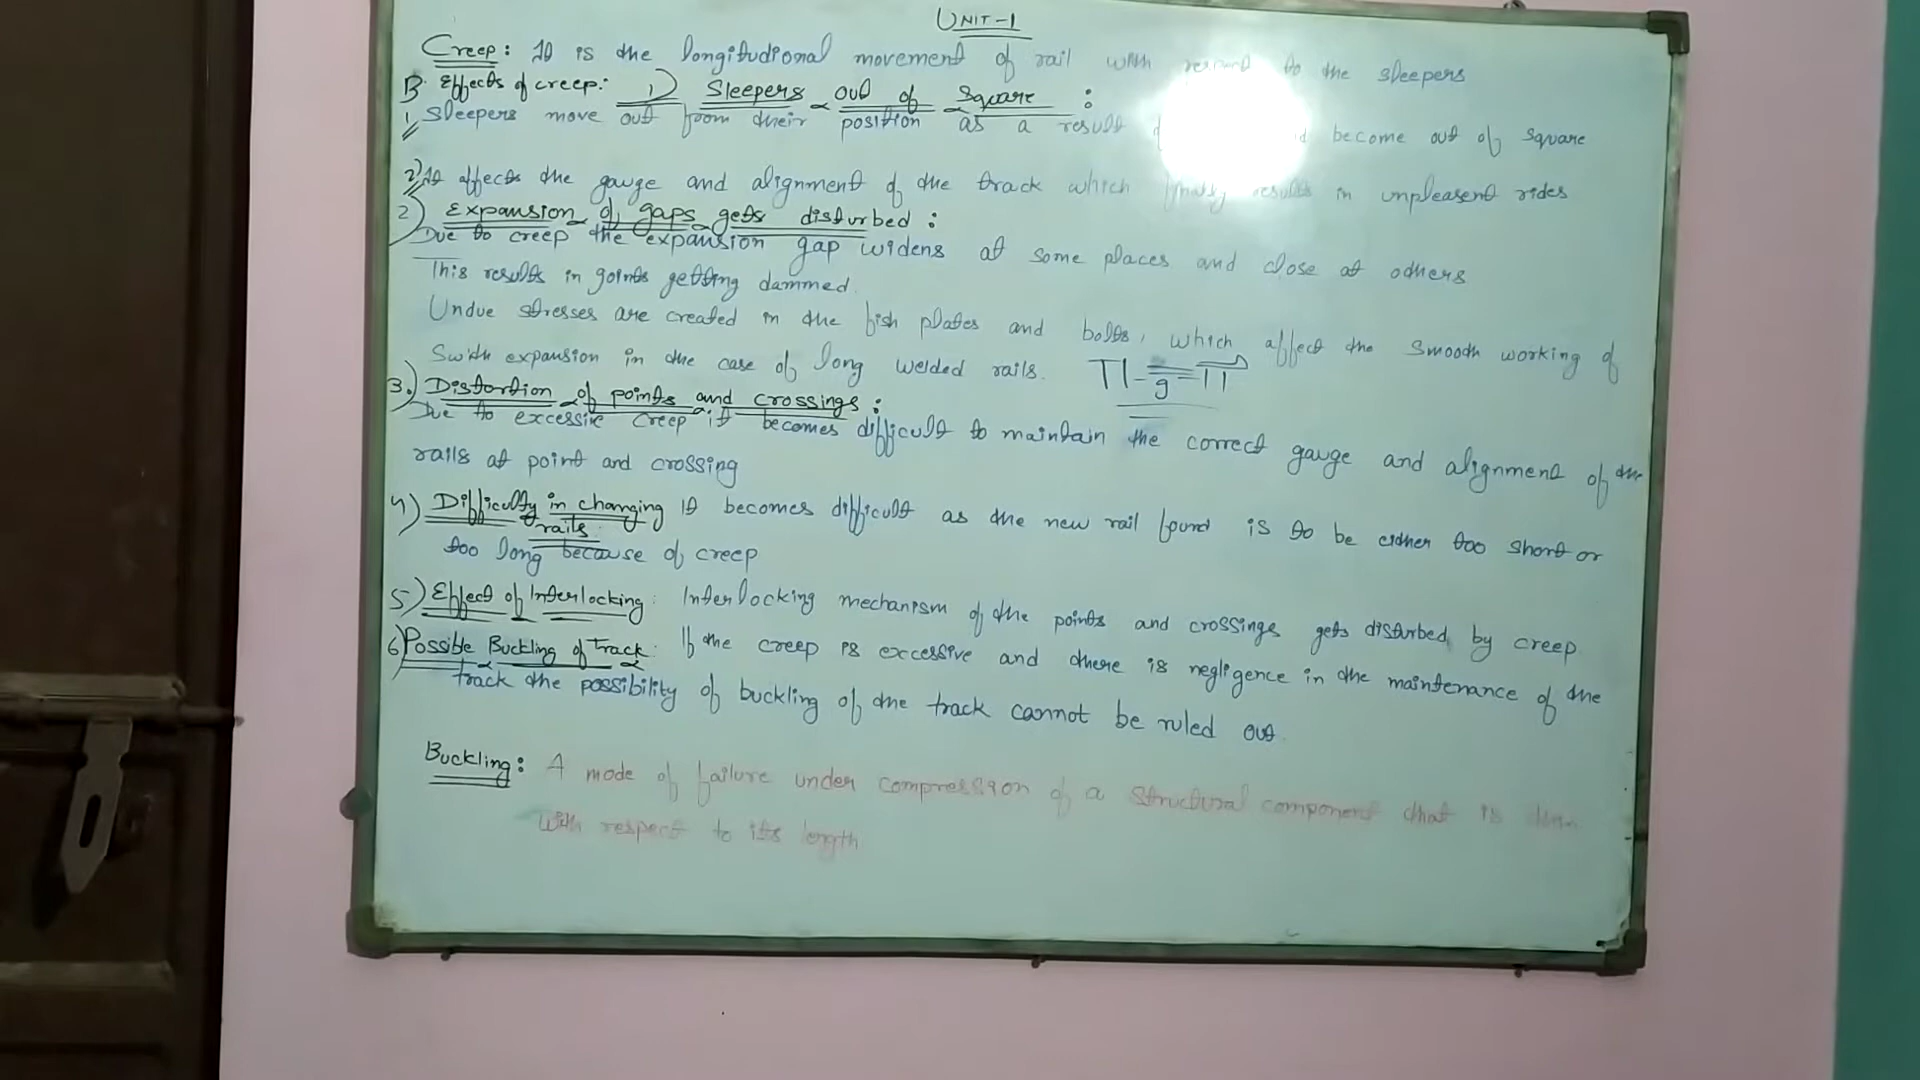 UNIT-1
Creep: It is the longitudional movement of rail with to the sleepers
B. Effects of creep: 1) Sleepers out of square :
1, Sleepers move out from their position as a result become out of square
2) It affects the gauge and alignment of the track which results in unpleasent rides
2) Expansion of gaps gets disturbed :
Due to creep the expansion gap widens at some places and close at others
This results in joints getting dammed.
Undue stresses are created in the fish plates and bolts, which affect the smooth working of
Swith expansion in the case of long welded rails.
g
3.) Distortion of points and crossings :
Due to excessive creep it becomes difficult to maintain the correct gauge and alignment of the
rails at point and crossing
4) Difficulty in changing rails. It becomes difficult as the new rail found is to be either too short or
too long because of creep
5) Effect of Interlocking: Interlocking mechanism of the points and crossings gets disturbed by creep
6) Possible Buckling of Track: If the creep is excessive and there is negligence in the maintenance of the
track the possibility of buckling of the track cannot be ruled out.
Buckling: A mode of failure under compression of a structural component that is
with respect to its length